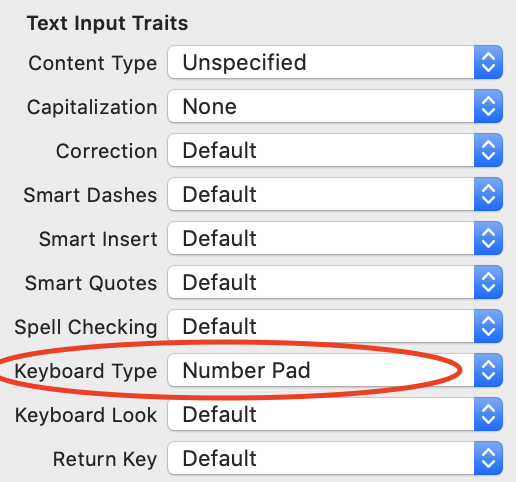 Text Input Traits
Content Type Unspecified
Capitalization None
Correction Default
Smart Dashes Default
Smart Insert Default
Smart Quotes Default
Spell Checking Default
Keyboard Type Number Pad
Keyboard Look Default
Return Key Default